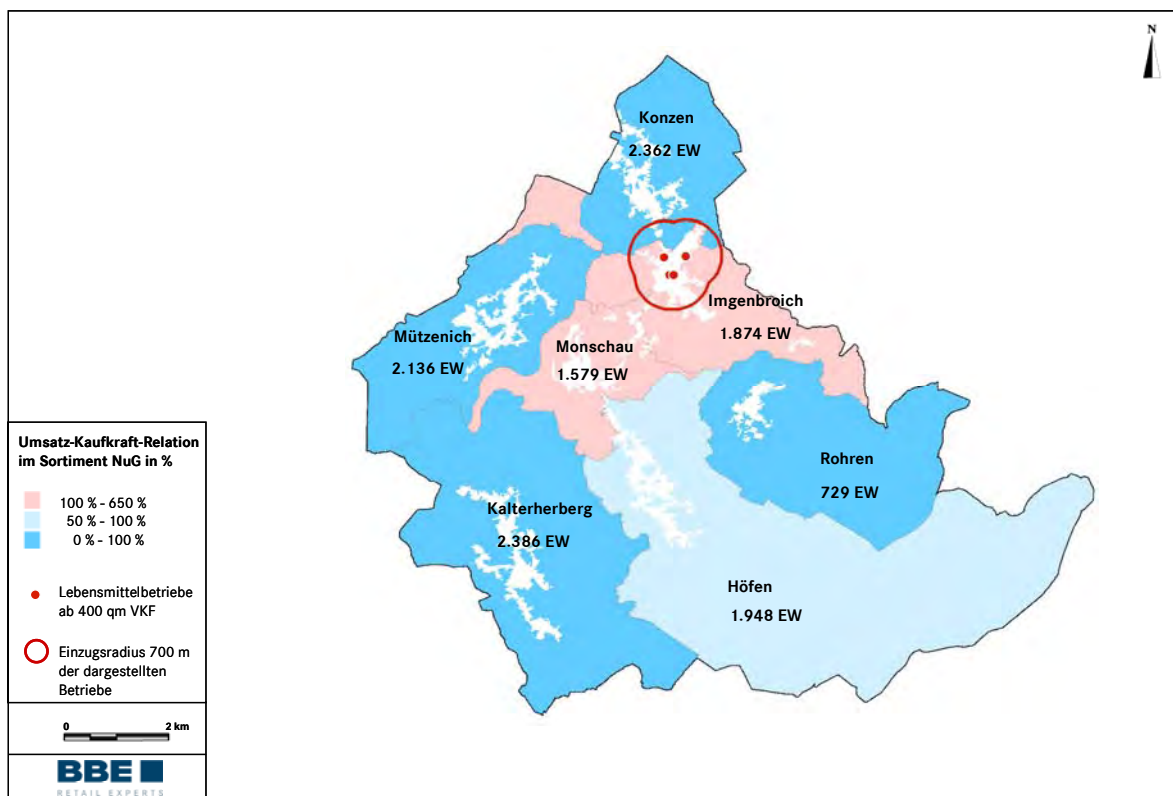 N
Konzen
2.362 EW
Imgenbroich
1.874 EW
Mützenich
2.136 EW
Monschau
1.579 EW
Rohren
729 EW
Kalterherberg
2.386 EW
Höfen
1.948 EW
Umsatz-Kaufkraft-Relation
im Sortiment NuG in %
100 % - 650 %
50 % - 100 %
0 % - 100 %
Lebensmittelbetriebe
ab 400 qm VKF
Einzugsradius 700 m
der dargestellten
Betriebe
0 2 km
BBE
RETAIL EXPERTS